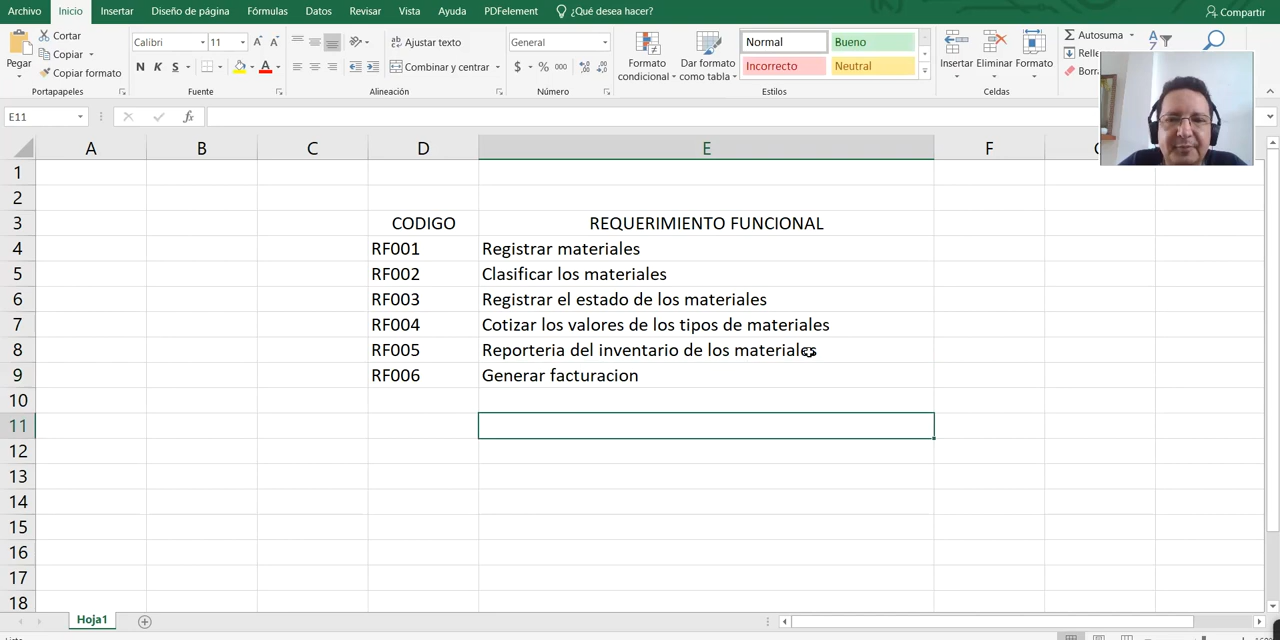 Archivo Inicio Insertar Diseño de página Fórmulas Datos Revisar Vista Ayuda PDFelement ¿Qué desea hacer? Compartir
Pegar
Cortar
Copiar
Copiar formato
Portapapeles
Calibri 11
N K S
Fuente
Ajustar texto
Combinar y centrar
Alineación
General
$ % 000
Número
Formato condicional
Dar formato como tabla
Normal Bueno
Incorrecto Neutral
Estilos
Insertar Eliminar Formato
Celdas
Autosuma
E11 fx
A B C D E F
1
2
3 CODIGO REQUERIMIENTO FUNCIONAL
4 RF001 Registrar materiales
5 RF002 Clasificar los materiales
6 RF003 Registrar el estado de los materiales
7 RF004 Cotizar los valores de los tipos de materiales
8 RF005 Reporteria del inventario de los materiales
9 RF006 Generar facturacion
10
11
12
13
14
15
16
17
18
Hoja1